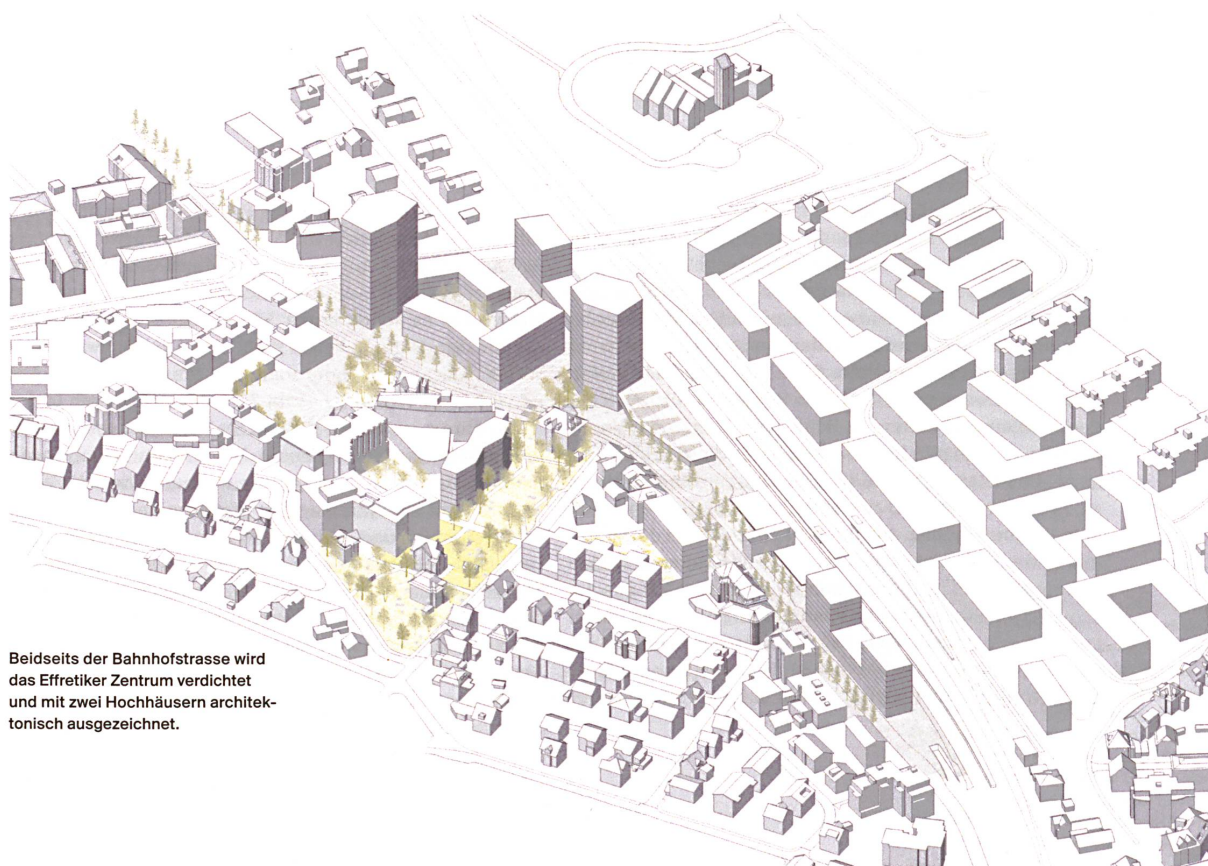 Beidseits der Bahnhofstrasse wird
das Effretiker Zentrum verdichtet
und mit zwei Hochhäusern architek-
tonisch ausgezeichnet.